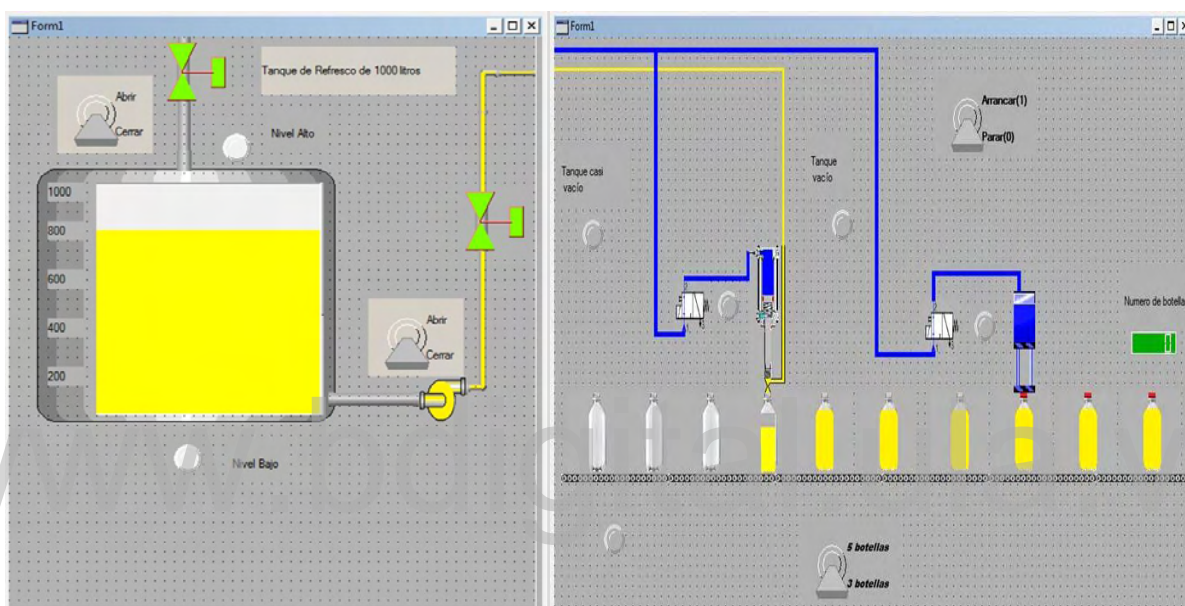 Form1
Tanque de Refresco de 1000 litros
Abrir
Cerrar
Nivel Alto
1000
800
600
400
200
Abrir
Cerrar
Nivel Bajo
Form1
Arrancar(1)
Parar(0)
Tanque casi
vacío
Tanque
vacío
Numero de botella
0
5 botellas
3 botellas